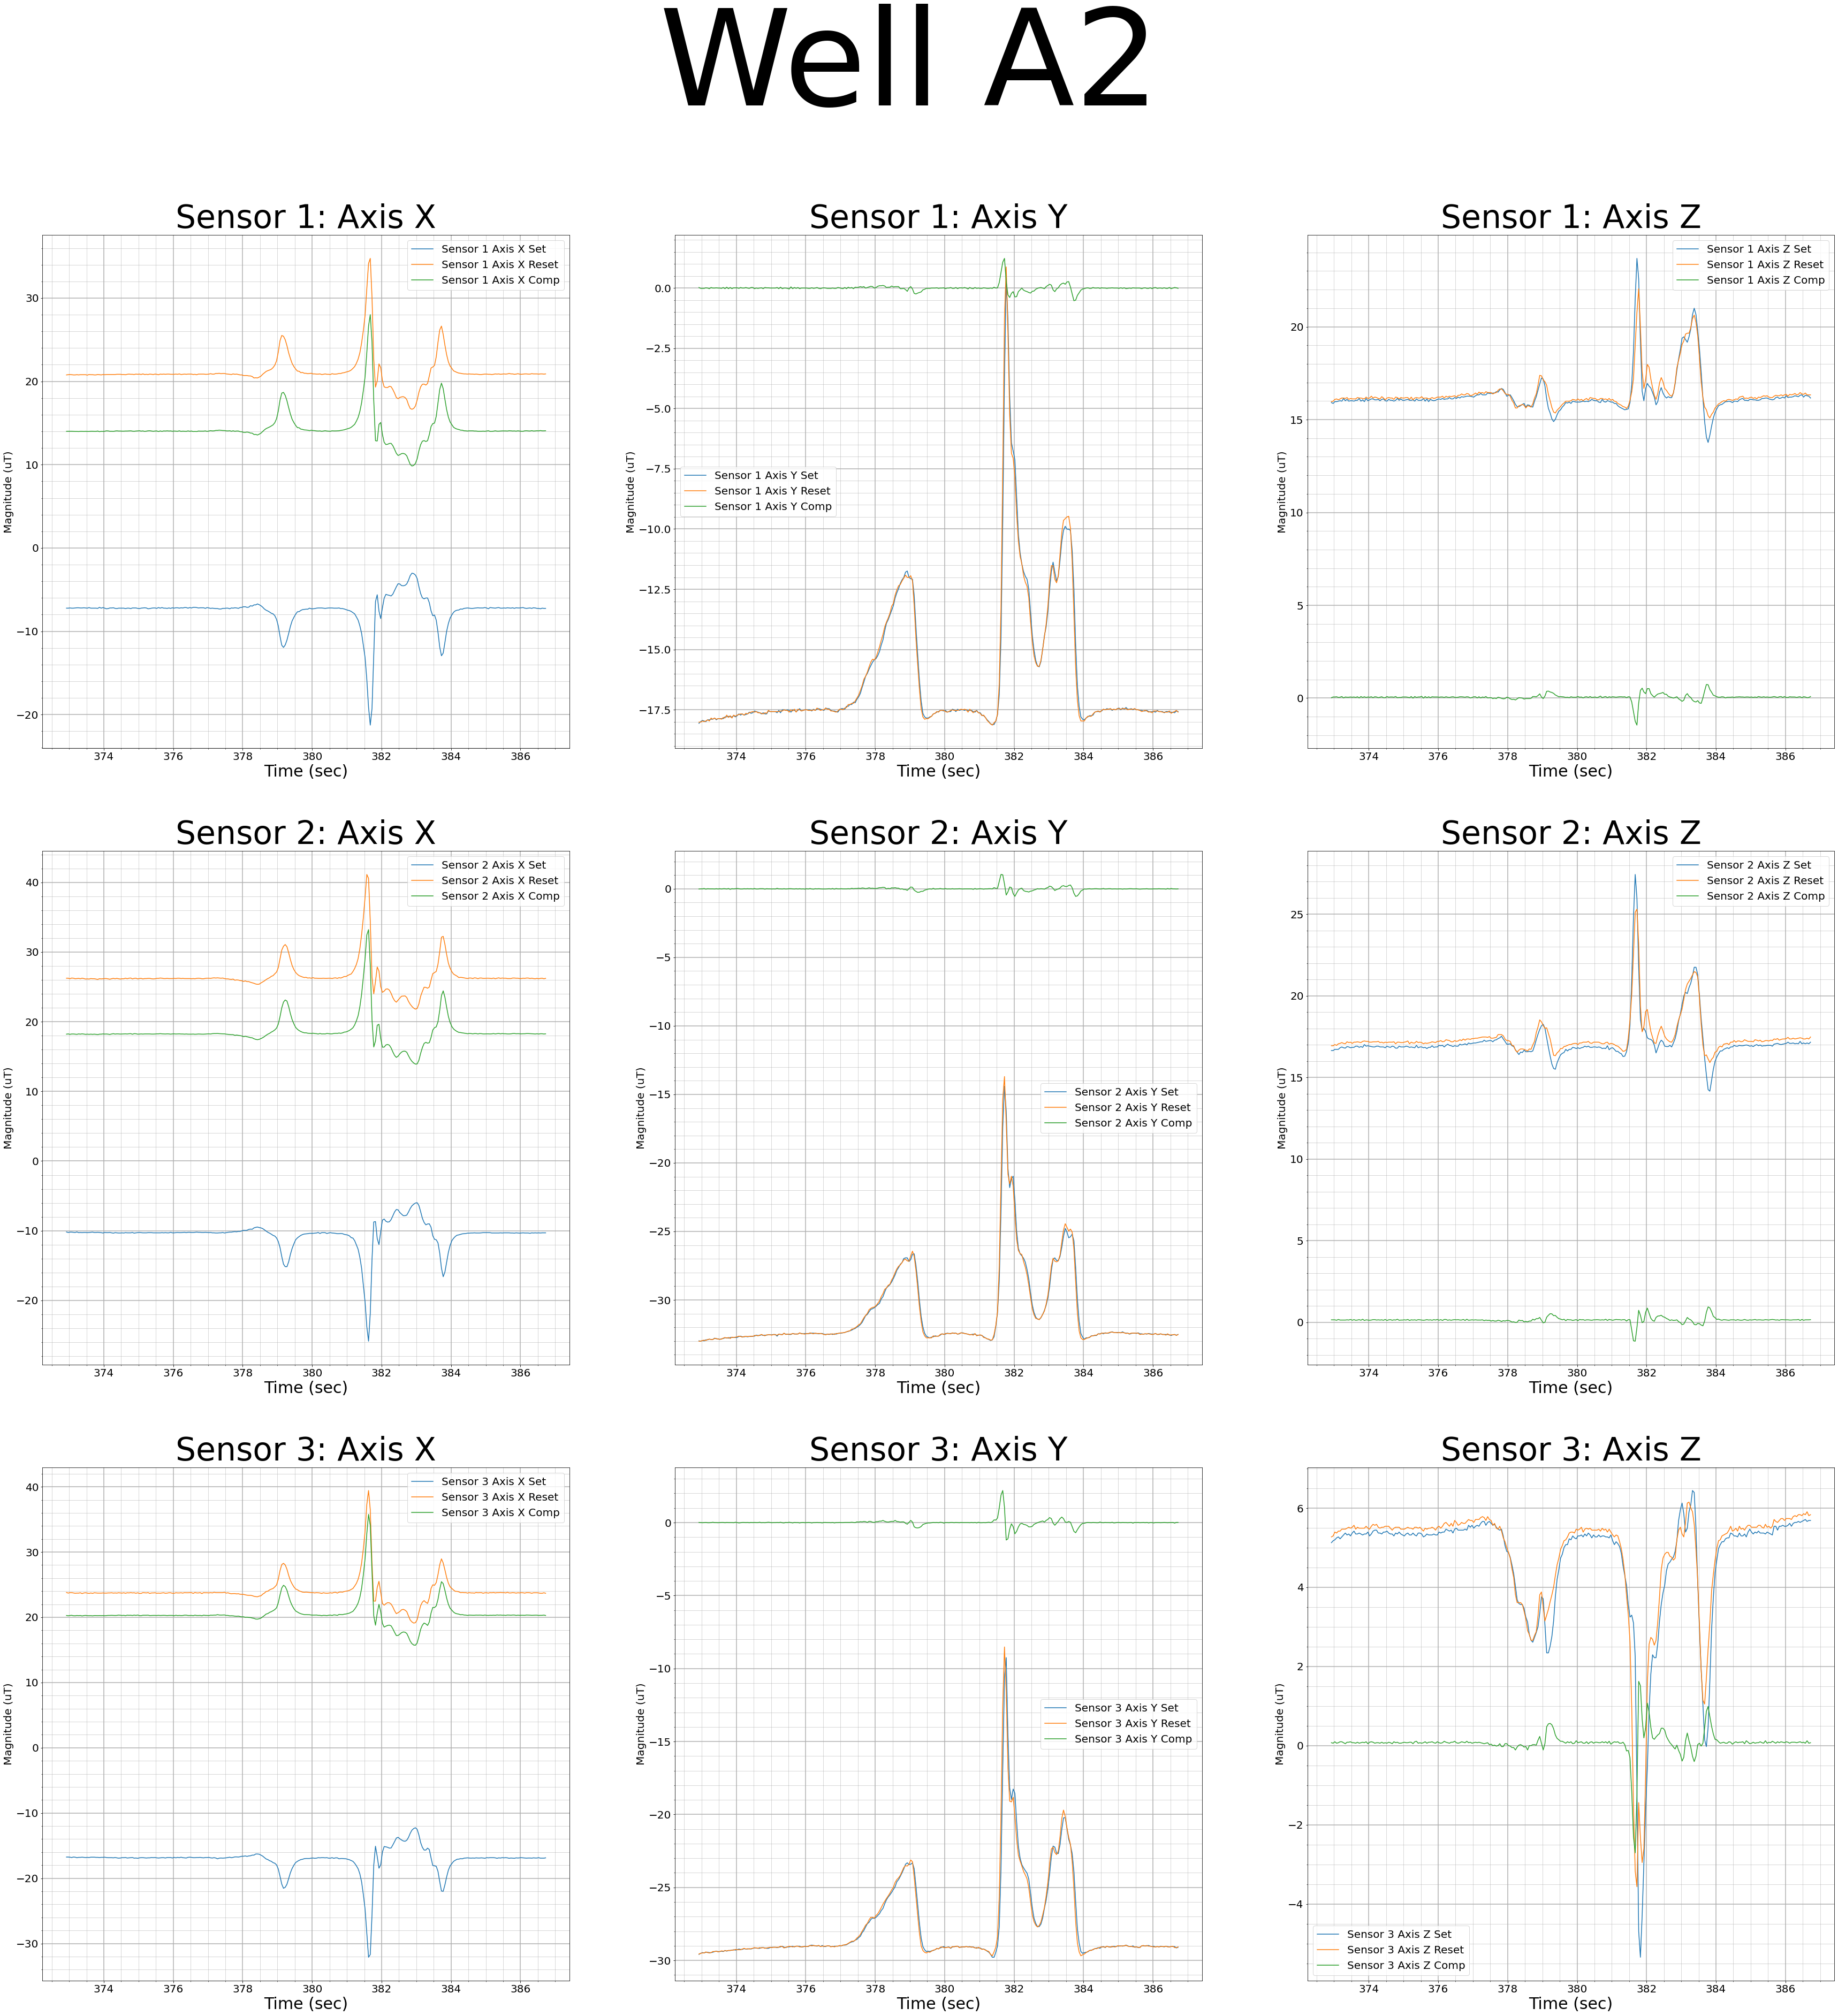 Well A2
Sensor 1: Axis X
Sensor 1 Axis X Set
Sensor 1 Axis X Reset
Sensor 1 Axis X Comp
30
20
10
0
−10
−20
Magnitude (uT)
374 376 378 380 382 384 386
Time (sec)
Sensor 1: Axis Y
Sensor 1 Axis Y Set
Sensor 1 Axis Y Reset
Sensor 1 Axis Y Comp
0.0
−2.5
−5.0
−7.5
−10.0
−12.5
−15.0
−17.5
Magnitude (uT)
374 376 378 380 382 384 386
Time (sec)
Sensor 1: Axis Z
Sensor 1 Axis Z Set
Sensor 1 Axis Z Reset
Sensor 1 Axis Z Comp
20
15
10
5
0
Magnitude (uT)
374 376 378 380 382 384 386
Time (sec)
Sensor 2: Axis X
Sensor 2 Axis X Set
Sensor 2 Axis X Reset
Sensor 2 Axis X Comp
40
30
20
10
0
−10
−20
Magnitude (uT)
374 376 378 380 382 384 386
Time (sec)
Sensor 2: Axis Y
Sensor 2 Axis Y Set
Sensor 2 Axis Y Reset
Sensor 2 Axis Y Comp
0
−5
−10
−15
−20
−25
−30
Magnitude (uT)
374 376 378 380 382 384 386
Time (sec)
Sensor 2: Axis Z
Sensor 2 Axis Z Set
Sensor 2 Axis Z Reset
Sensor 2 Axis Z Comp
25
20
15
10
5
0
Magnitude (uT)
374 376 378 380 382 384 386
Time (sec)
Sensor 3: Axis X
Sensor 3 Axis X Set
Sensor 3 Axis X Reset
Sensor 3 Axis X Comp
40
30
20
10
0
−10
−20
−30
Magnitude (uT)
374 376 378 380 382 384 386
Time (sec)
Sensor 3: Axis Y
Sensor 3 Axis Y Set
Sensor 3 Axis Y Reset
Sensor 3 Axis Y Comp
0
−5
−10
−15
−20
−25
−30
Magnitude (uT)
374 376 378 380 382 384 386
Time (sec)
Sensor 3: Axis Z
6
4
2
0
−2
−4
Magnitude (uT)
Sensor 3 Axis Z Set
Sensor 3 Axis Z Reset
Sensor 3 Axis Z Comp
374 376 378 380 382 384 386
Time (sec)